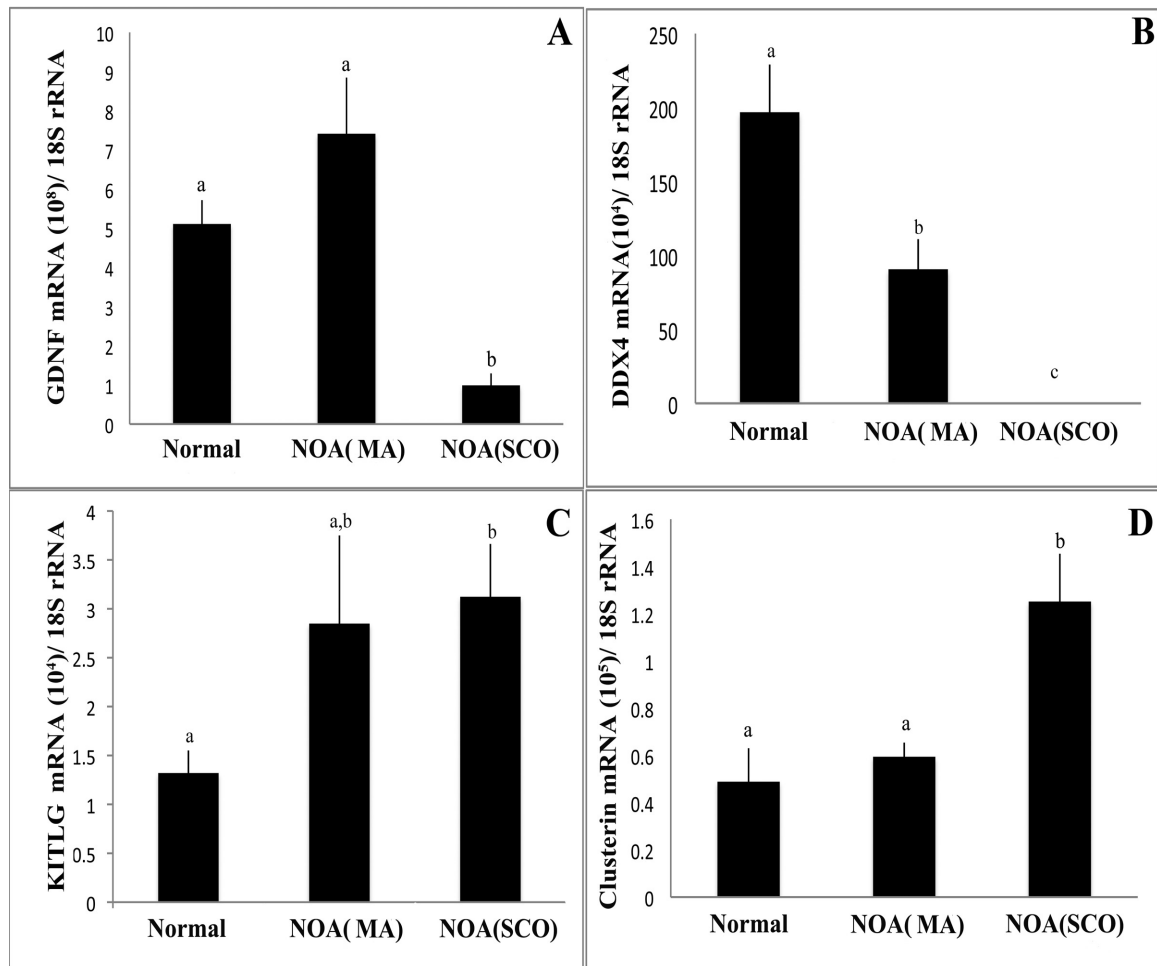 A
GDNF mRNA (10⁸)/ 18S rRNA
10
9
8
7
6
5
4
3
2
1
0
a
a
b
Normal
NOA( MA)
NOA(SCO)
B
DDX4 mRNA(10⁴)/ 18S rRNA
250
200
150
100
50
0
a
b
c
Normal
NOA( MA)
NOA(SCO)
C
KITLG mRNA (10⁴)/ 18S rRNA
4
3.5
3
2.5
2
1.5
1
0.5
0
a
a,b
b
Normal
NOA( MA)
NOA(SCO)
D
Clusterin mRNA (10⁵)/ 18S rRNA
1.6
1.4
1.2
1
0.8
0.6
0.4
0.2
0
a
a
b
Normal
NOA( MA)
NOA(SCO)